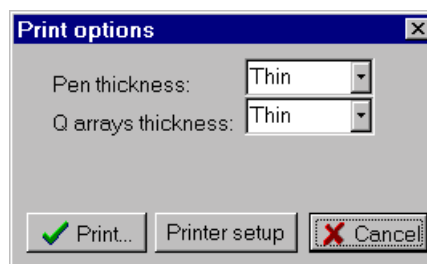 Print options
Pen thickness: Thin
Q arrays thickness: Thin
Print... Printer setup Cancel